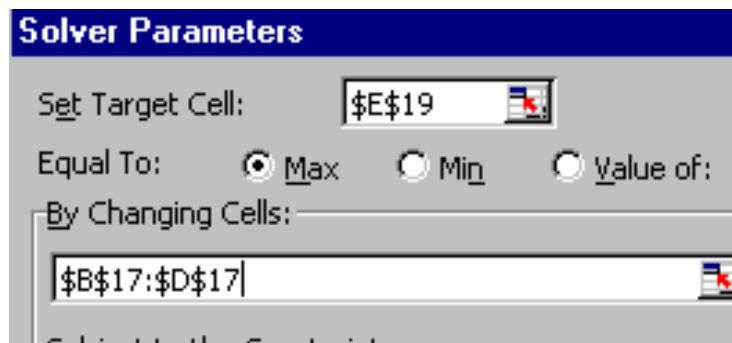 Solver Parameters
Set Target Cell: $E$19
Equal To: Max Min Value of:
By Changing Cells:
$B$17:$D$17